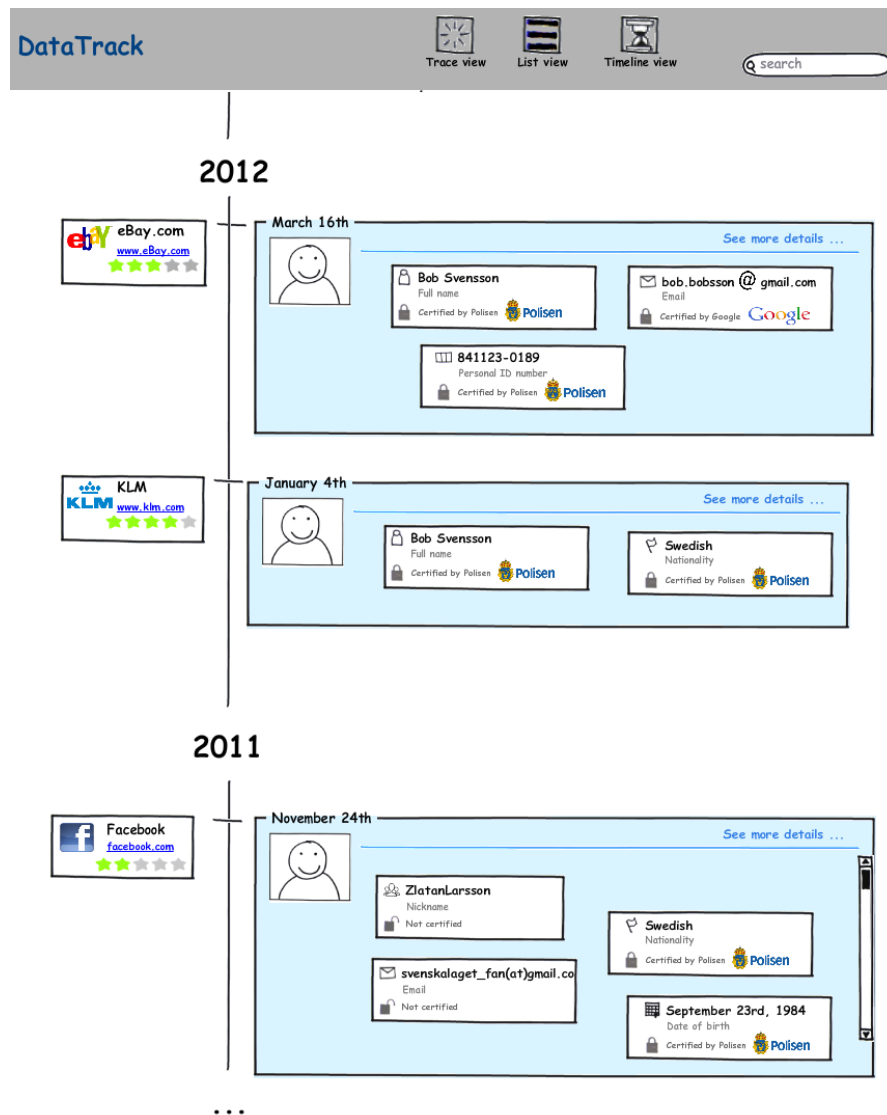 DataTrack
Trace view
List view
Timeline view
search
2012
ebaY
eBay.com
www.eBay.com
March 16th
See more details ...
Bob Svensson
Full name
Certified by Polisen Polisen
bob.bobsson @ gmail.com
Email
Certified by Google Google
841123-0189
Personal ID number
Certified by Polisen Polisen
KLM
KLM
www.klm.com
January 4th
See more details ...
Bob Svensson
Full name
Certified by Polisen Polisen
Swedish
Nationality
Certified by Polisen Polisen
2011
f
Facebook
facebook.com
November 24th
See more details ...
ZlatanLarsson
Nickname
Not certified
Swedish
Nationality
Certified by Polisen Polisen
svenskalaget_fan(at)gmail.co
Email
Not certified
September 23rd, 1984
Date of birth
Certified by Polisen Polisen
...